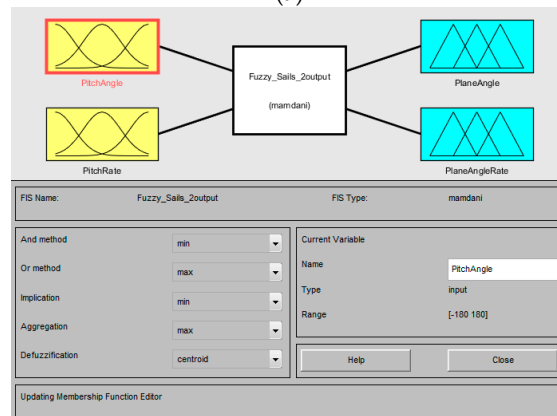 PitchAngle
Fuzzy_Sails_2output
(mamdani)
PlaneAngle
PitchRate
PlaneAngleRate
FIS Name: Fuzzy_Sails_2output FIS Type: mamdani
And method min
Or method max
Implication min
Aggregation max
Defuzzification centroid
Current Variable
Name PitchAngle
Type input
Range [-180 180]
Help Close
Updating Membership Function Editor